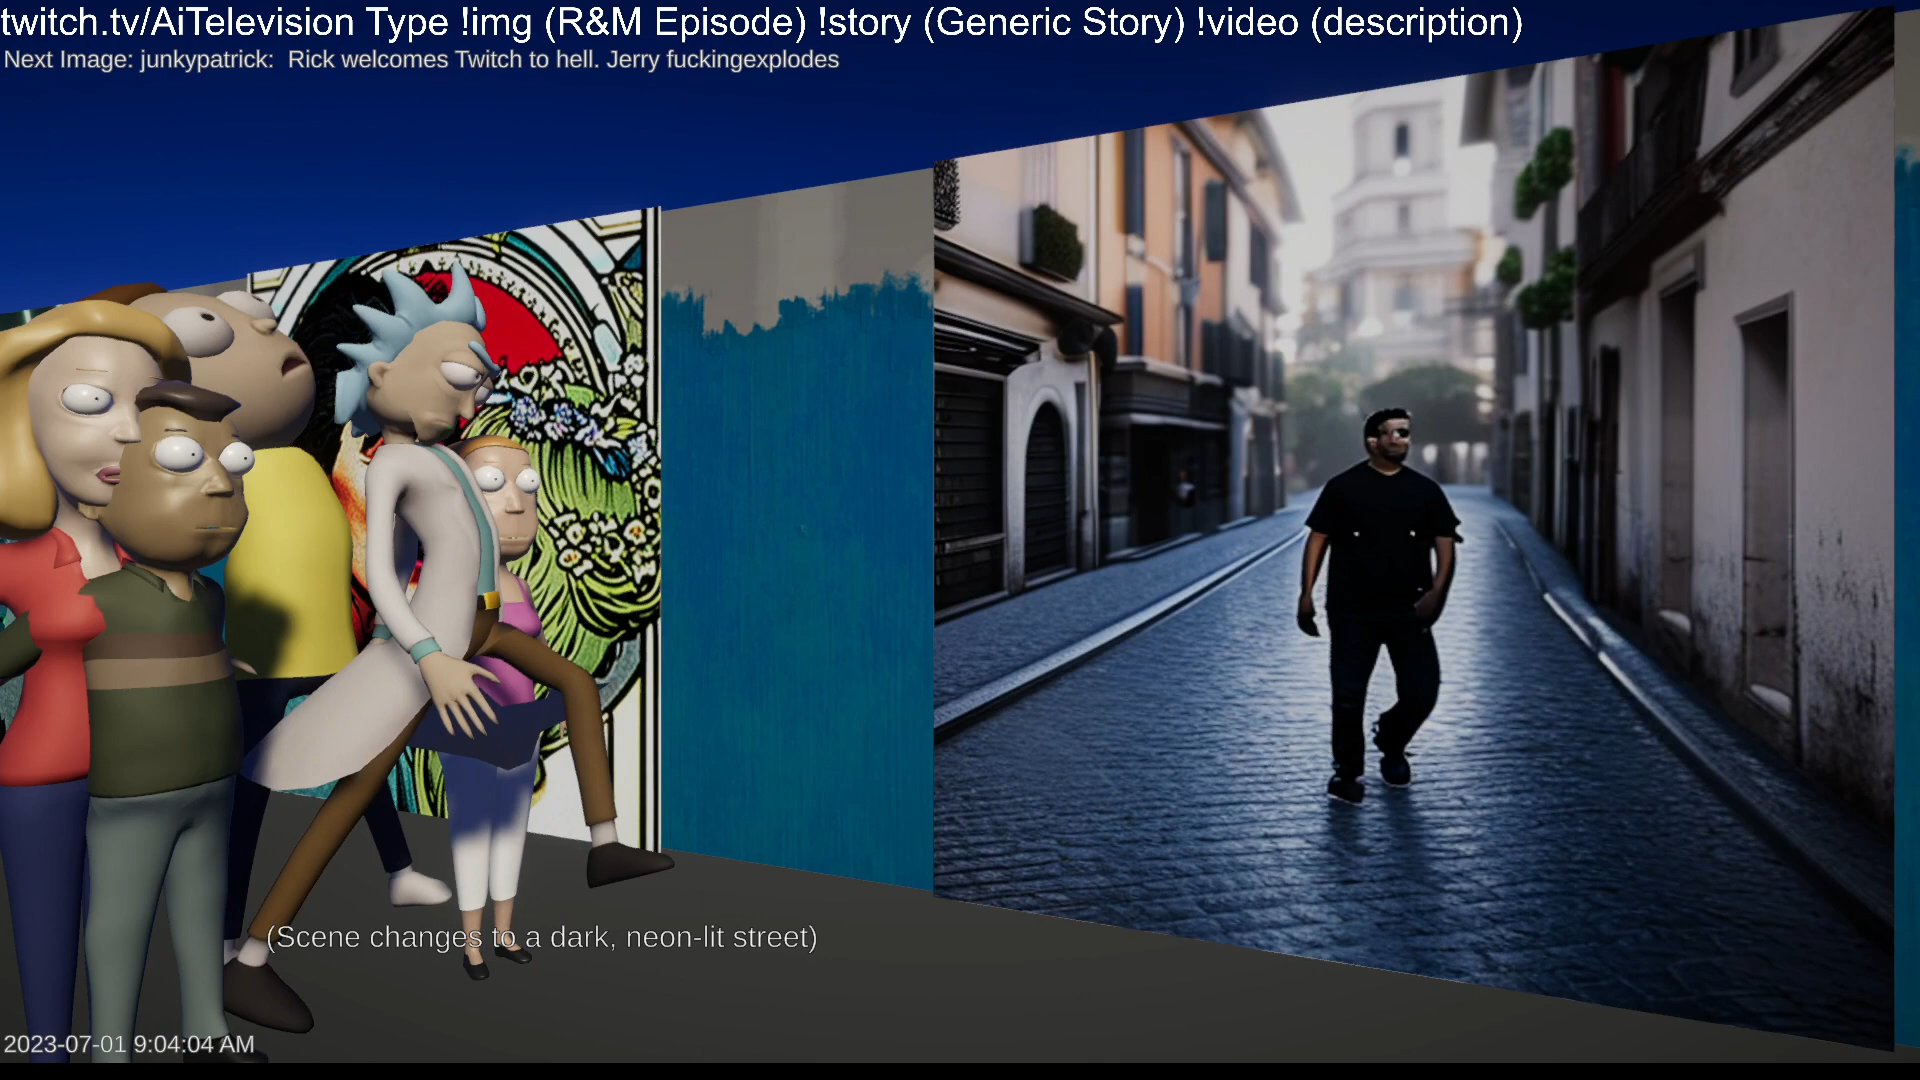 twitch.tv/AiTelevision Type !img (R&M Episode) !story (Generic Story) !video (description)
Next Image: junkypatrick:  Rick welcomes Twitch to hell. Jerry fuckingexplodes
(Scene changes to a dark, neon-lit street)
2023-07-01 9:04:04 AM